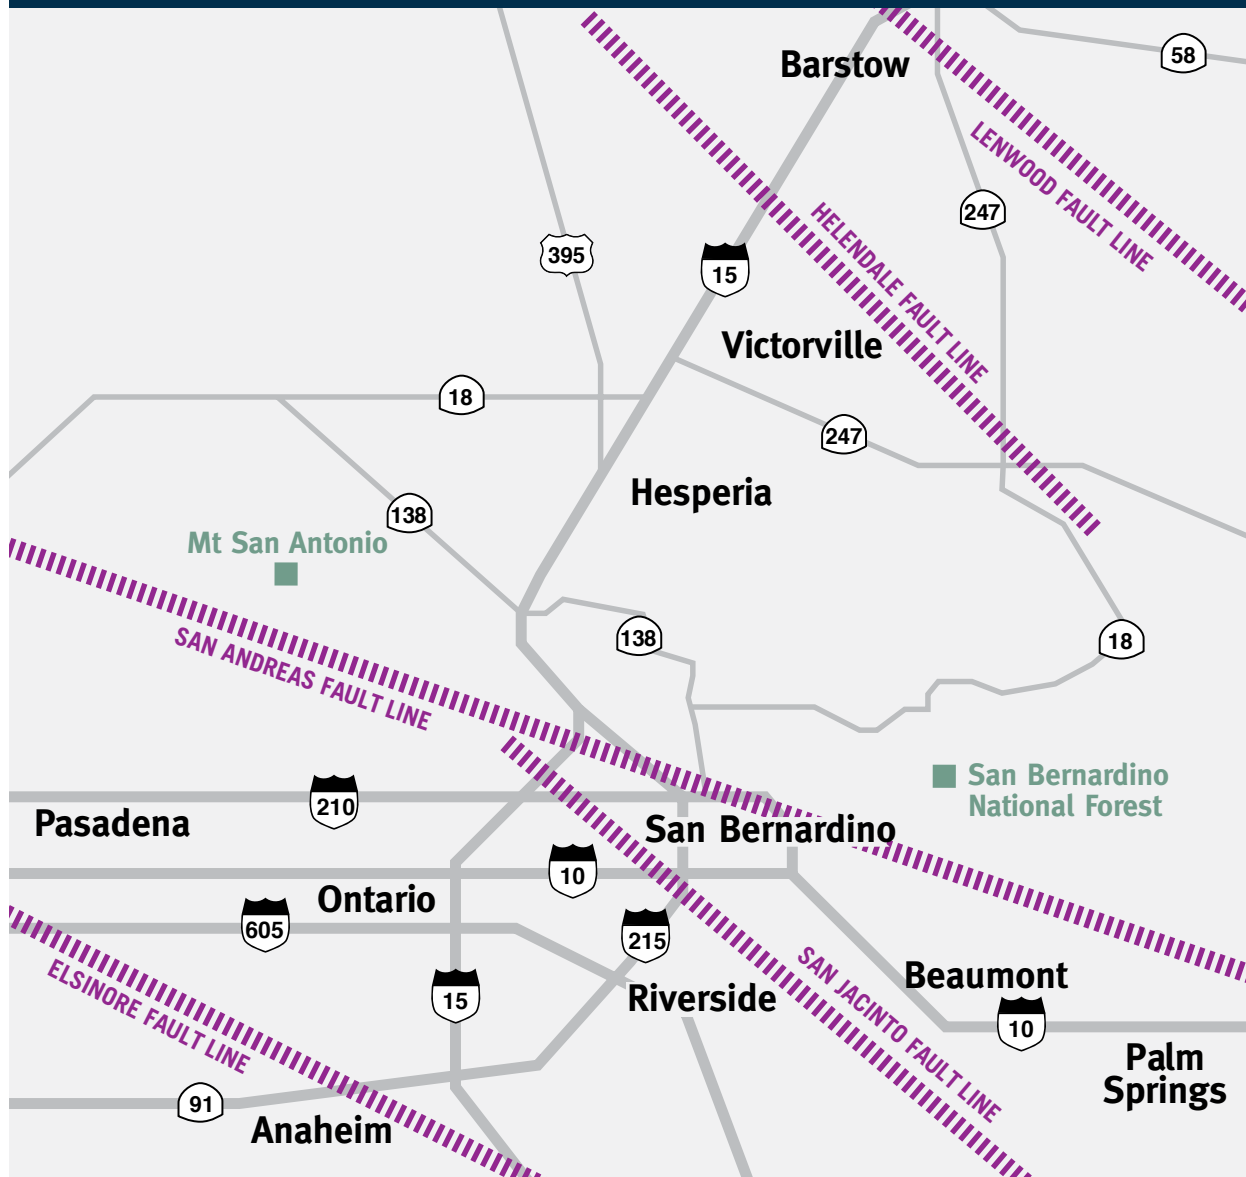 Barstow
58
LENWOOD FAULT LINE
247
HELENDALE FAULT LINE
395
15
Victorville
18
247
Hesperia
138
Mt San Antonio
SAN ANDREAS FAULT LINE
138
18
San Bernardino
National Forest
210
Pasadena
San Bernardino
10
Ontario
605
215
ELSINORE FAULT LINE
15
Riverside
SAN JACINTO FAULT LINE
Beaumont
10
Palm
Springs
91
Anaheim